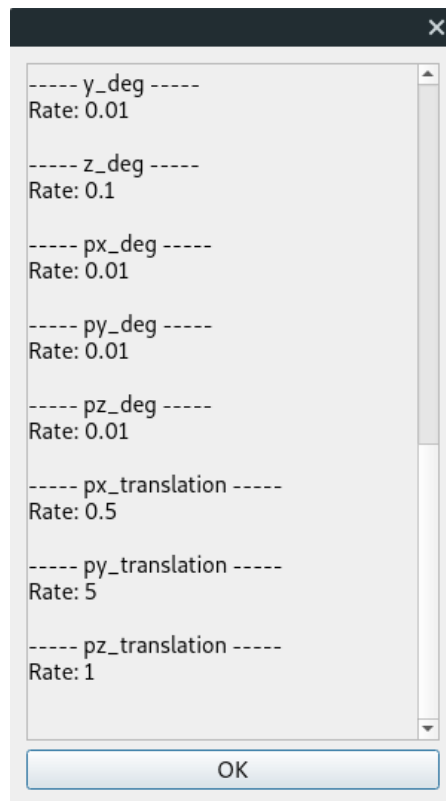 ----- y_deg -----
Rate: 0.01
----- z_deg -----
Rate: 0.1
----- px_deg -----
Rate: 0.01
----- py_deg -----
Rate: 0.01
----- pz_deg -----
Rate: 0.01
----- px_translation -----
Rate: 0.5
----- py_translation -----
Rate: 5
----- pz_translation -----
Rate: 1
OK